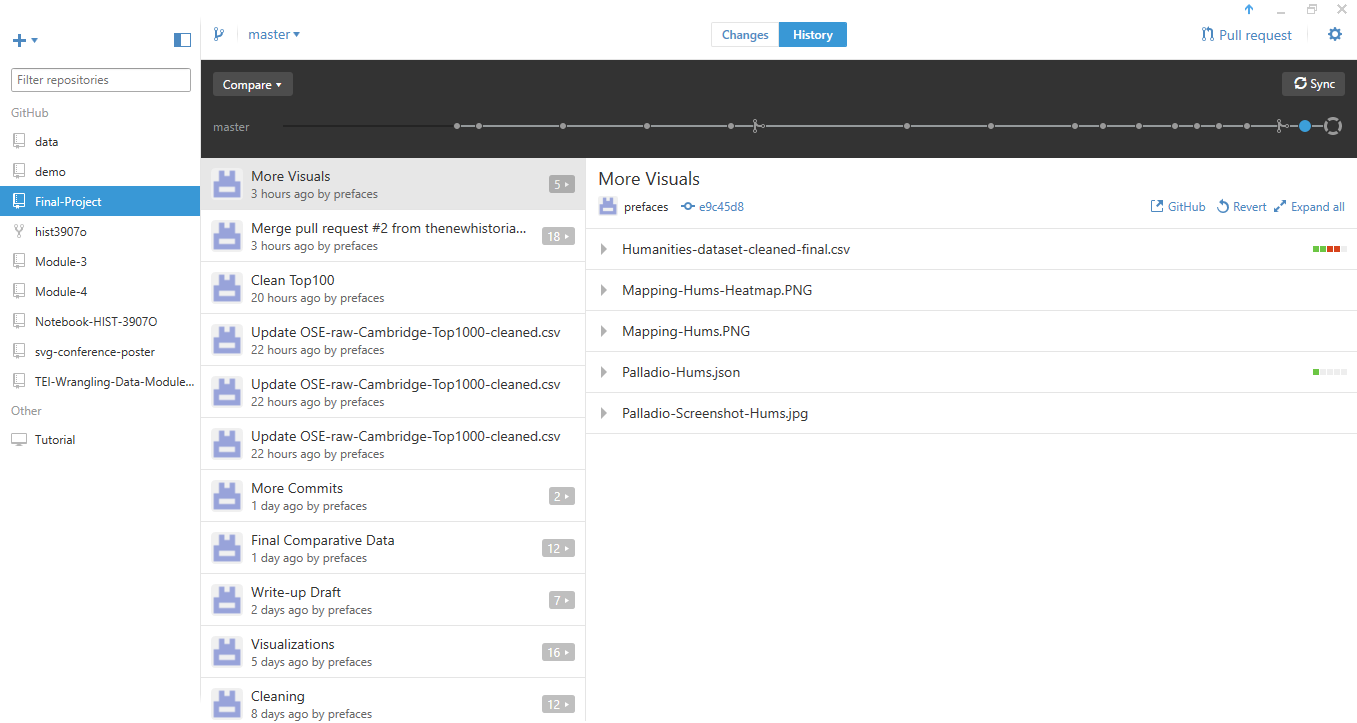 master
Changes
History
Pull request
Filter repositories
GitHub
data
demo
Final-Project
hist3907o
Module-3
Module-4
Notebook-HIST-3907O
svg-conference-poster
TEI-Wrangling-Data-Module...
Other
Tutorial
Compare
Sync
master
More Visuals
3 hours ago by prefaces
5
Merge pull request #2 from thenewhistoria...
3 hours ago by prefaces
18
Clean Top100
20 hours ago by prefaces
Update OSE-raw-Cambridge-Top1000-cleaned.csv
22 hours ago by prefaces
Update OSE-raw-Cambridge-Top1000-cleaned.csv
22 hours ago by prefaces
Update OSE-raw-Cambridge-Top1000-cleaned.csv
22 hours ago by prefaces
More Commits
1 day ago by prefaces
2
Final Comparative Data
1 day ago by prefaces
12
Write-up Draft
2 days ago by prefaces
7
Visualizations
5 days ago by prefaces
16
Cleaning
8 days ago by prefaces
12
More Visuals
prefaces
e9c45d8
GitHub
Revert
Expand all
Humanities-dataset-cleaned-final.csv
Mapping-Hums-Heatmap.PNG
Mapping-Hums.PNG
Palladio-Hums.json
Palladio-Screenshot-Hums.jpg